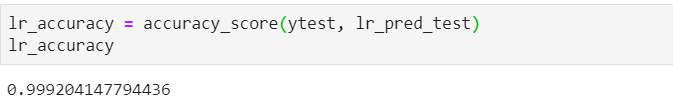 lr_accuracy = accuracy_score(ytest, lr_pred_test)
lr_accuracy
0.999204147794436